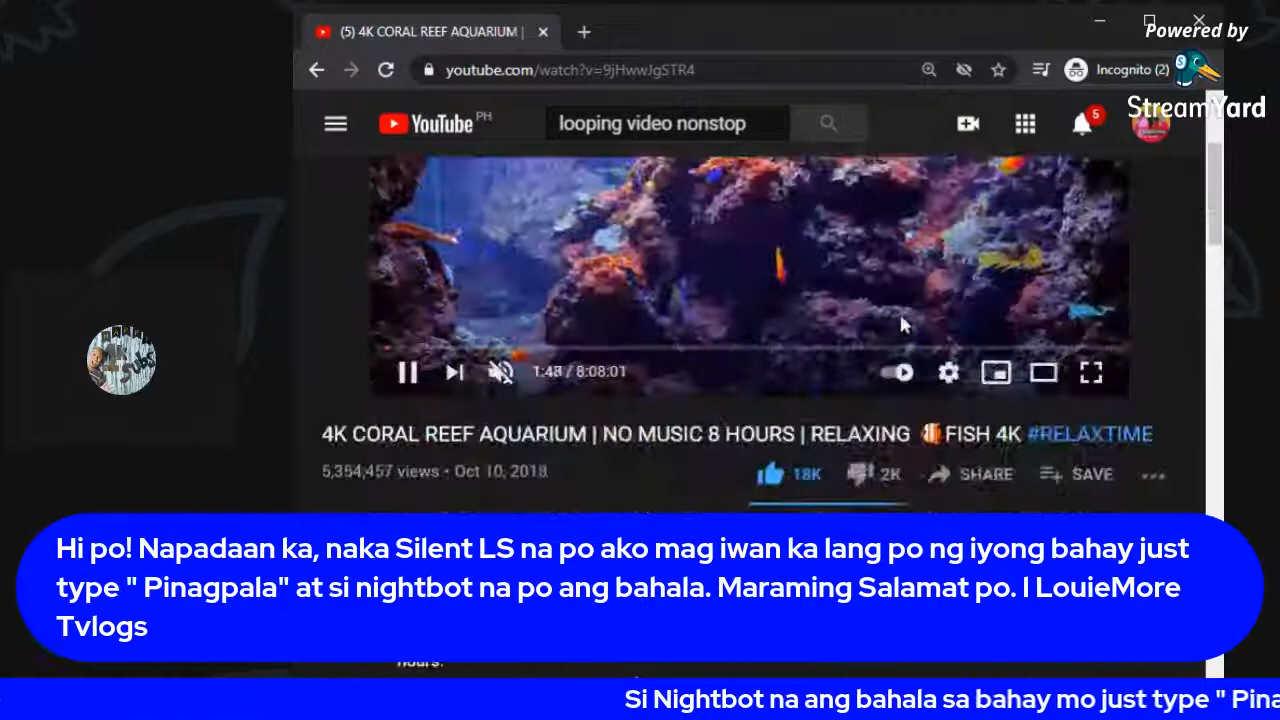 (5) 4K CORAL REEF AQUARIUM |
Powered by
StreamYard
youtube.com/watch?v=9jHwwJgSTR4
Incognito (2)
YouTube PH
looping video nonstop
5
1:48 / 8:08:01
4K CORAL REEF AQUARIUM | NO MUSIC 8 HOURS | RELAXING FISH 4K #RELAXTIME
5,354,457 views • Oct 10, 2018
18K
2K
SHARE
SAVE
Hi po! Napadaan ka, naka Silent LS na po ako mag iwan ka lang po ng iyong bahay just
type " Pinagpala" at si nightbot na po ang bahala. Maraming Salamat po. I LouieMore
Tvlogs
hours.
Si Nightbot na ang bahala sa bahay mo just type " Pina